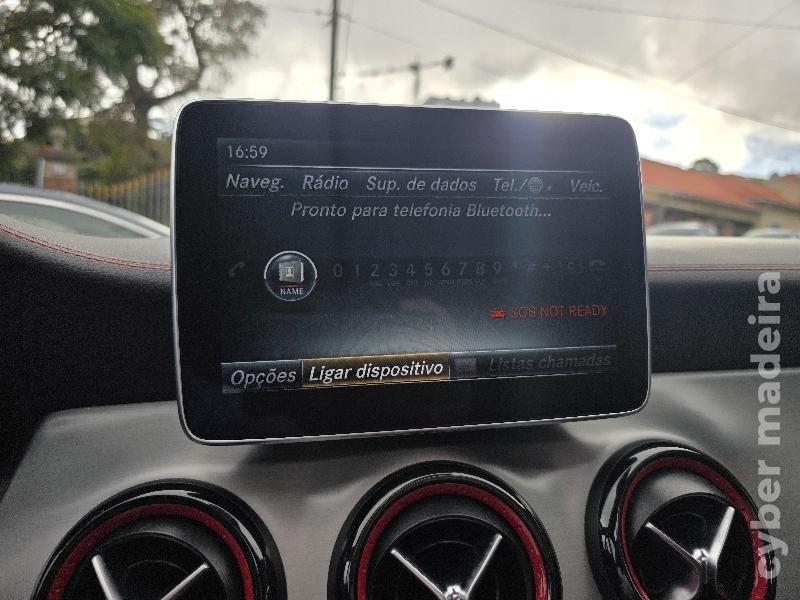 16:59
Naveg. Rádio Sup. de dados Tel./ Veíc.
Pronto para telefonia Bluetooth...
NAME 0 1 2 3 4 5 6 7 8 9 * # +
SOS NOT READY
Opções Ligar dispositivo Listas chamadas
cyber madeira